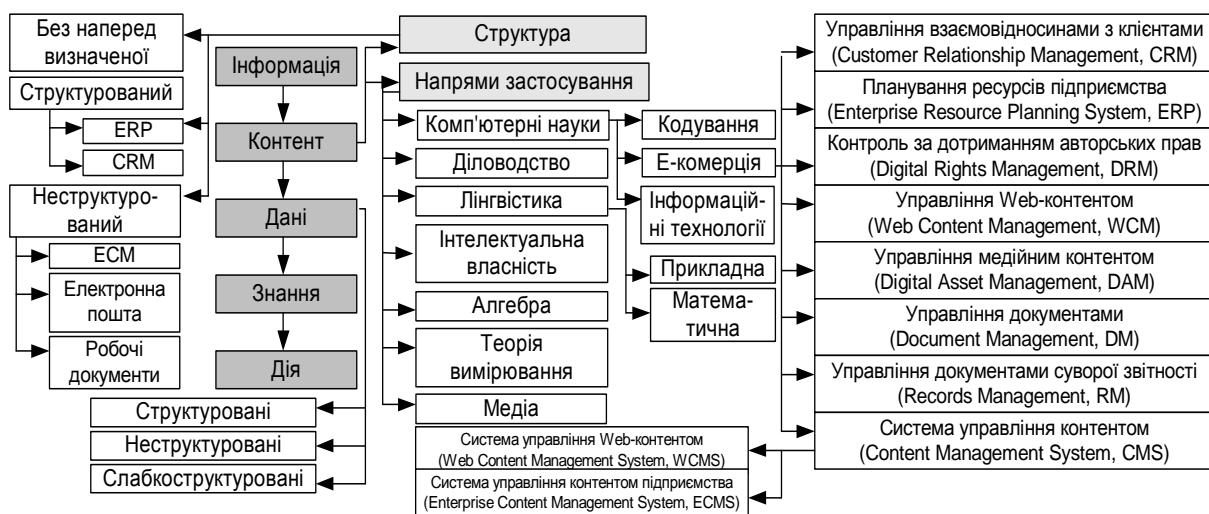 Без наперед
визначеної
Структурований
ERP
CRM
Неструкту­ро-
ваний
ECM
Електронна
пошта
Робочі
документи
Інформація
Контент
Дані
Знання
Дія
Структуровані
Неструктуровані
Слабкоструктуровані
Структура
Напрями застосування
Комп'ютерні науки
Діловодство
Лінгвістика
Інтелектуальна
власність
Алгебра
Теорія
вимірювання
Медіа
Кодування
Е-комерція
Інформацій-
ні технології
Прикладна
Матема-
тична
Управління взаємовідносинами з клієнтами
(Customer Relationship Management, CRM)
Планування ресурсів підприємства
(Enterprise Resource Planning System, ERP)
Контроль за дотриманням авторських прав
(Digital Rights Management, DRM)
Управління Web-контентом
(Web Content Management, WCM)
Управління медійним контентом
(Digital Asset Management, DAM)
Управління документами
(Document Management, DM)
Управління документами суворої звітності
(Records Management, RM)
Система управління контентом
(Content Management System, CMS)
Система управління Web-контентом
(Web Content Management System, WCMS)
Система управління контентом підприємства
(Enterprise Content Management System, ECMS)